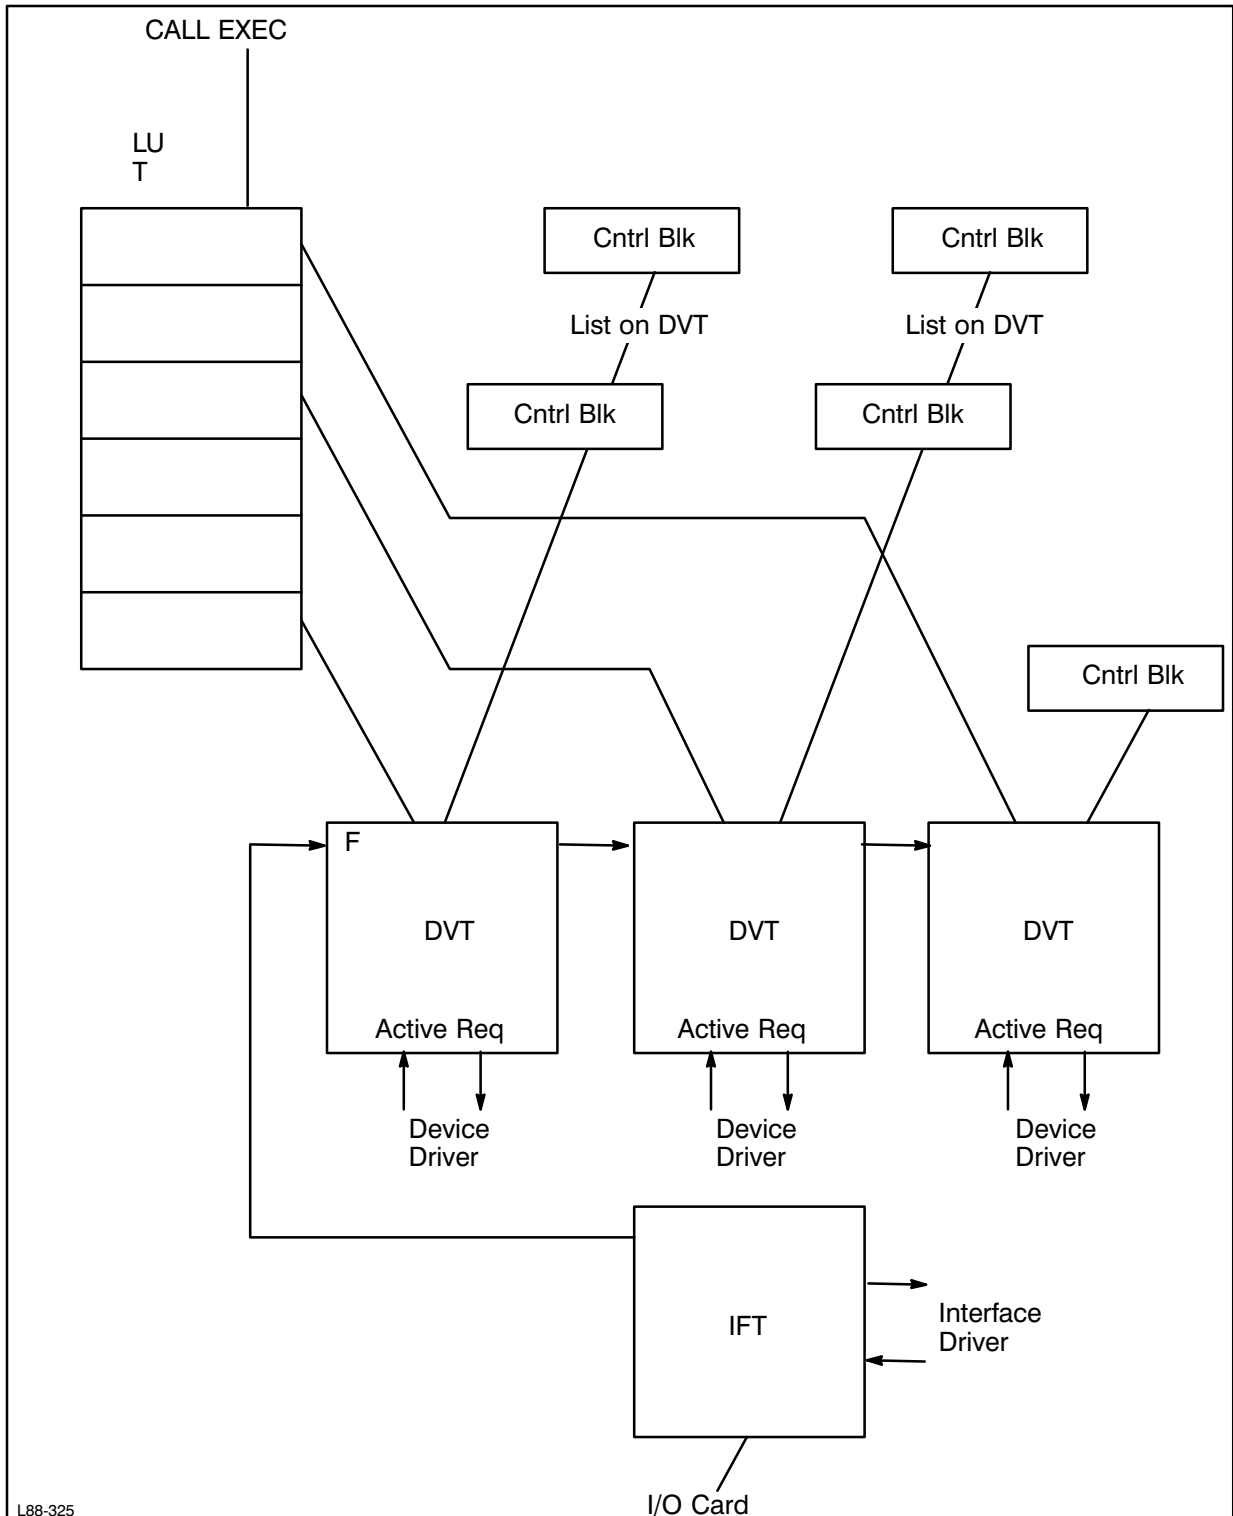 CALL EXEC
LU
T
Cntrl Blk
Cntrl Blk
List on DVT
List on DVT
Cntrl Blk
Cntrl Blk
Cntrl Blk
F
DVT
DVT
DVT
Active Req
Active Req
Active Req
Device
Driver
Device
Driver
Device
Driver
IFT
Interface
Driver
I/O Card
L88-325